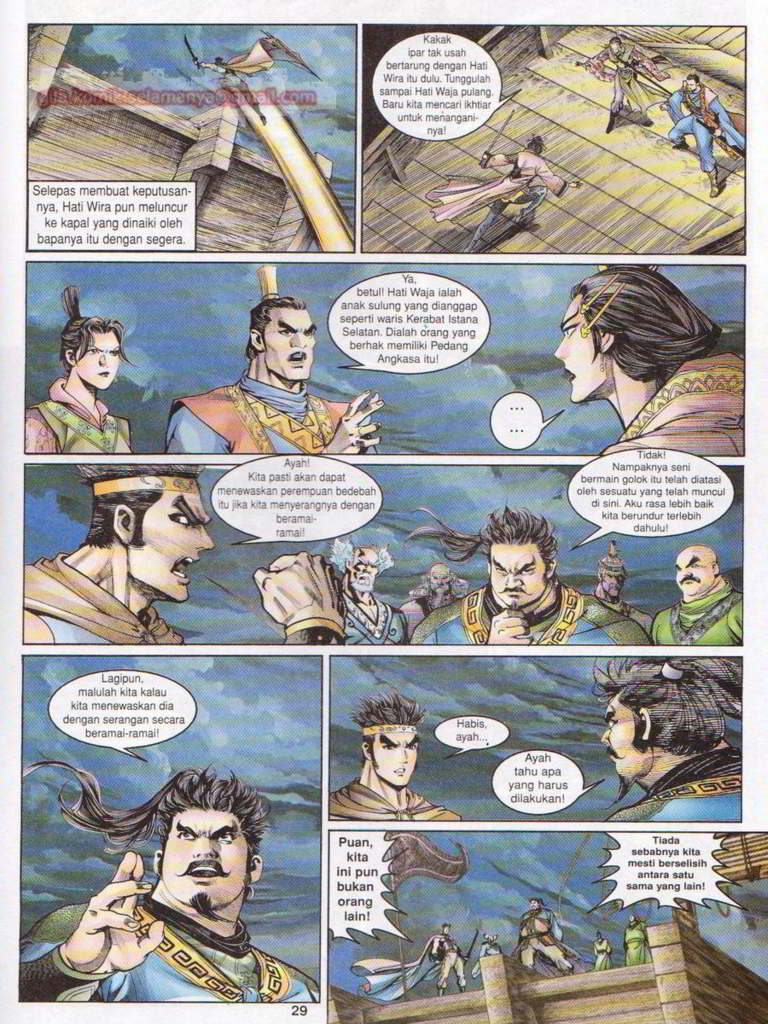 Kakak
ipar tak usah
bertarung dengan Hati
Wira itu dulu. Tunggulah
sampai Hati Waja pulang.
Baru kita mencari ikhtiar
untuk menangani-
nya!
Selepas membuat keputusan-
nya, Hati Wira pun meluncur
ke kapal yang dinaiki oleh
bapanya itu dengan segera.
Ya,
betul! Hati Waja ialah
anak sulung yang dianggap
seperti waris Kerabat Istana
Selatan. Dialah orang yang
berhak memiliki Pedang
Angkasa itu!
...
...
Ayah!
Kita pasti akan dapat
menewaskan perempuan bedebah
itu jika kita menyerangnya dengan
beramai-
ramai!
Tidak!
Nampaknya seni
bermain golok itu telah diatasi
oleh sesuatu yang telah muncul
di sini. Aku rasa lebih baik
kita berundur terlebih
dahulu!
Lagipun,
malulah kita kalau
kita menewaskan dia
dengan serangan secara
beramai-ramai!
Habis,
ayah...
Ayah
tahu apa
yang harus
dilakukan!
Puan,
kita
ini pun
bukan
orang
lain!
Tiada
sebabnya kita
mesti berselisih
antara satu
sama yang lain!
29